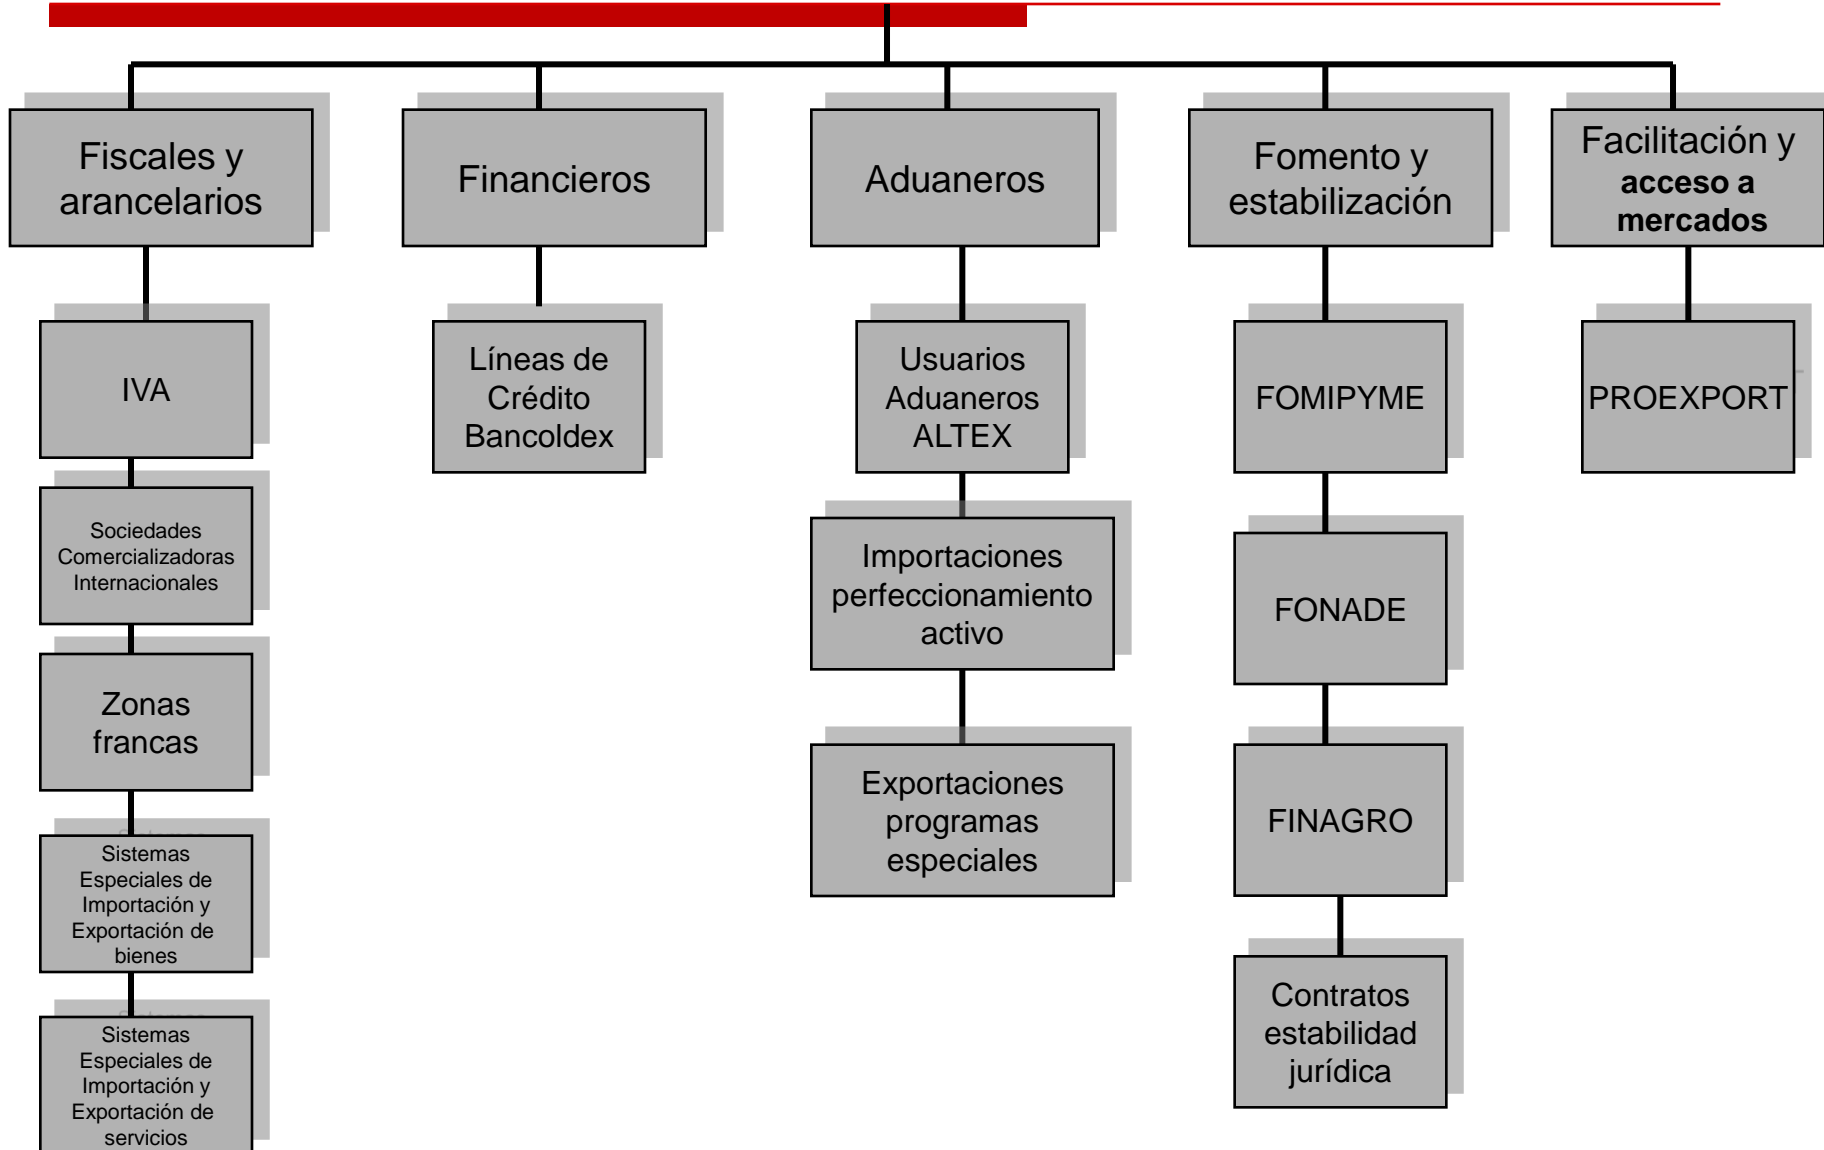 Fiscales y
arancelarios
Financieros
Aduaneros
Fomento y
estabilización
Facilitación y
acceso a
mercados
IVA
Sociedades
Comercializadoras
Internacionales
Zonas
francas
Sistemas
Especiales de
Importación y
Exportación de
bienes
Sistemas
Especiales de
Importación y
Exportación de
servicios
Líneas de
Crédito
Bancoldex
Usuarios
Aduaneros
ALTEX
Importaciones
perfeccionamiento
activo
Exportaciones
programas
especiales
FOMIPYME
FONADE
FINAGRO
Contratos
estabilidad
jurídica
PROEXPORT